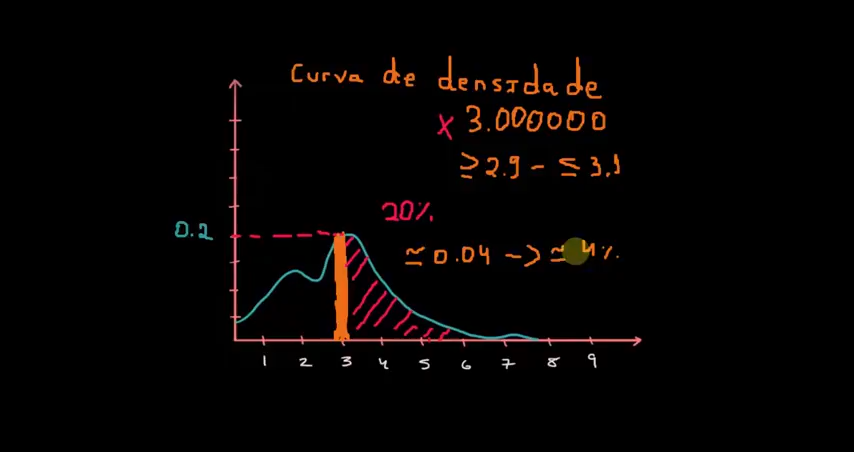 Curva de densidade
x 3.000000
≥2.9 - ≤ 3.1
20%
0.2
≅ 0.04 -> ≅ 4%
1 2 3 4 5 6 7 8 9